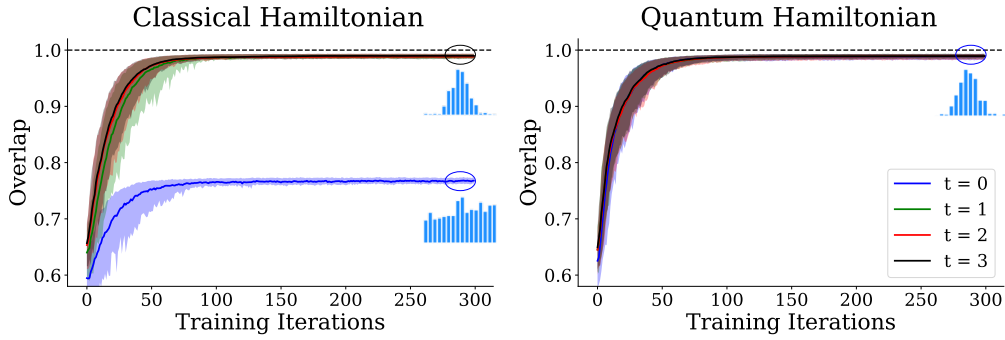 Classical Hamiltonian
Overlap
1.0
0.9
0.8
0.7
0.6
0
50
100
150
200
250
300
Training Iterations
Quantum Hamiltonian
Overlap
1.0
0.9
0.8
0.7
0.6
t = 0
t = 1
t = 2
t = 3
0
50
100
150
200
250
300
Training Iterations